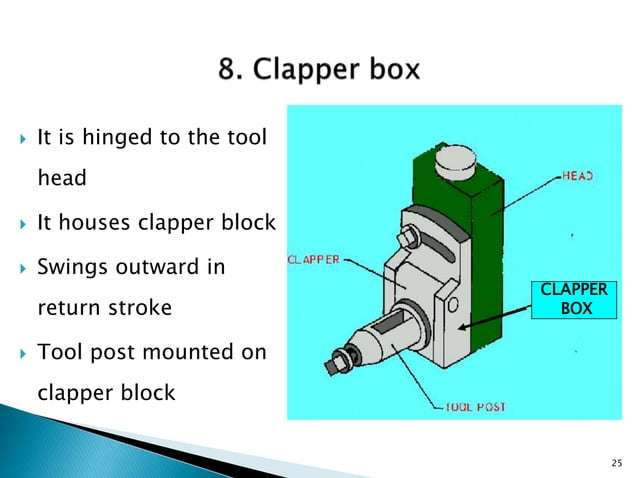 8. Clapper box
It is hinged to the tool
head
It houses clapper block
Swings outward in
return stroke
Tool post mounted on
clapper block
HEAD
CLAPPER
CLAPPER
BOX
TOOL POST
25